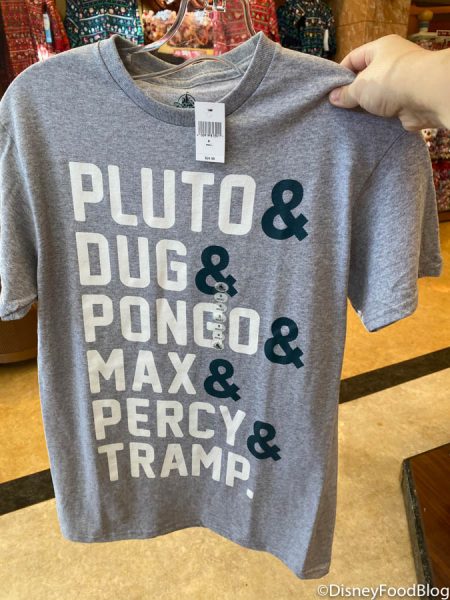 PLUTO &
DUG &
PONGO &
MAX &
PERCY &
TRAMP.
©DisneyFoodBlog